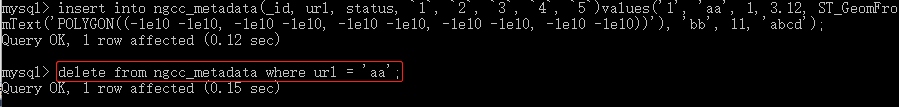 mysql> insert into ngcc_metadata(_id, url, status, `1`, `2`, `3`, `4`, `5`)values('1', 'aa', 1, 3.12, ST_GeomFro
mText('POLYGON((-1e10 -1e10, -1e10 -1e10, -1e10 -1e10, -1e10 -1e10, -1e10 -1e10))'), 'bb', 11, 'abcd');
Query OK, 1 row affected (0.12 sec)
mysql> delete from ngcc_metadata where url = 'aa';
Query OK, 1 row affected (0.15 sec)